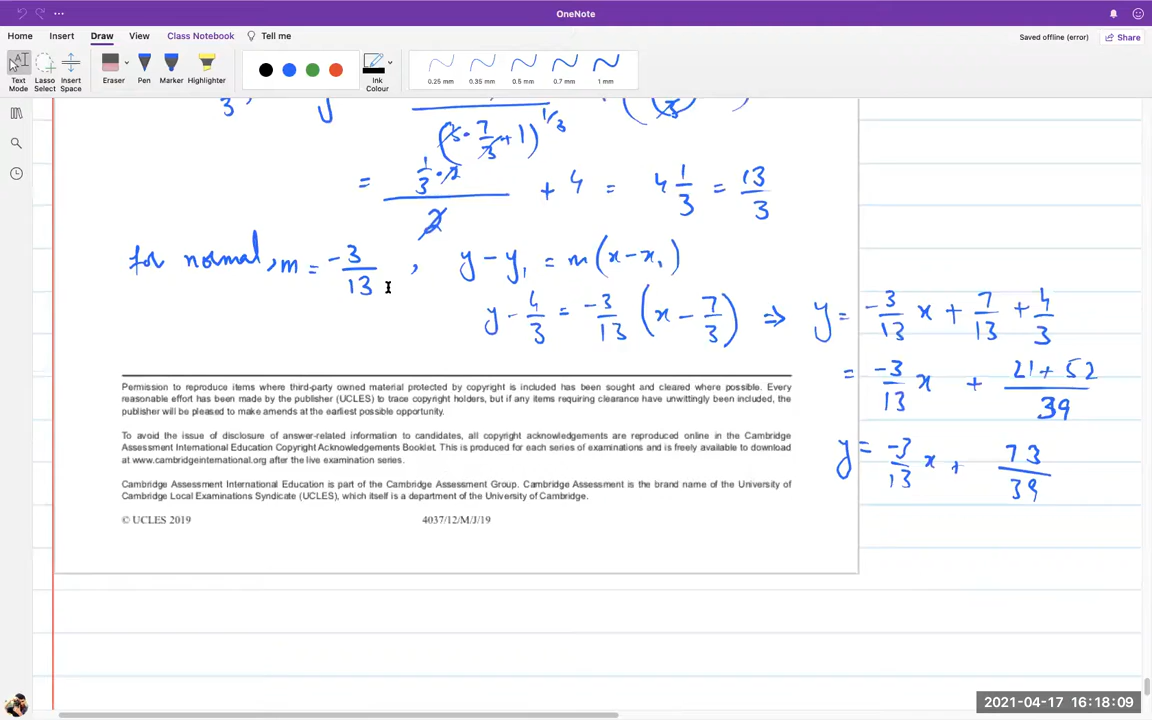 OneNote
Home Insert Draw View Class Notebook Tell me
Saved offline (error) Share
Text Mode Lasso Select Insert Space Eraser Pen Marker Highlighter Ink Colour 0.25 mm 0.35 mm 0.5 mm 0.7 mm 1 mm
(3·7/3+1)^1/3
= (1/3·2)/2 + 4 = 4 1/3 = 13/3
for normal, m = -3/13 , y - y₁ = m(x - x₁)
y - 4/3 = -3/13 (x - 7/3) ⇒ y = -3/13 x + 7/13 + 4/3
= -3/13 x + (21+52)/39
y = -3/13 x + 73/39
Permission to reproduce items where third-party owned material protected by copyright is included has been sought and cleared where possible. Every
reasonable effort has been made by the publisher (UCLES) to trace copyright holders, but if any items requiring clearance have unwittingly been included, the
publisher will be pleased to make amends at the earliest possible opportunity.
To avoid the issue of disclosure of answer-related information to candidates, all copyright acknowledgements are reproduced online in the Cambridge
Assessment International Education Copyright Acknowledgements Booklet. This is produced for each series of examinations and is freely available to download
at www.cambridgeinternational.org after the live examination series.
Cambridge Assessment International Education is part of the Cambridge Assessment Group. Cambridge Assessment is the brand name of the University of
Cambridge Local Examinations Syndicate (UCLES), which itself is a department of the University of Cambridge.
© UCLES 2019 4037/12/M/J/19
2021-04-17 16:18:09